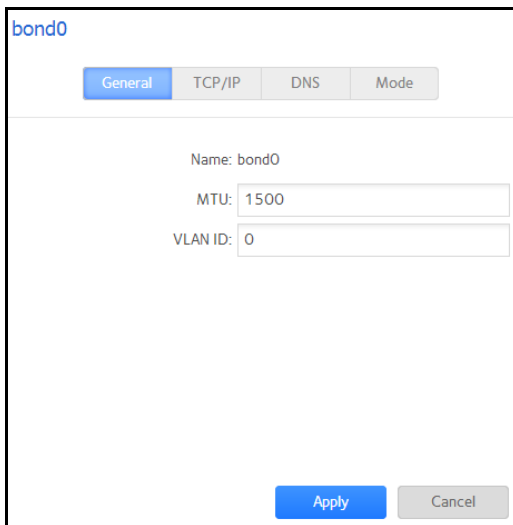 bond0
General TCP/IP DNS Mode
Name: bond0
MTU: 1500
VLAN ID: 0
Apply Cancel